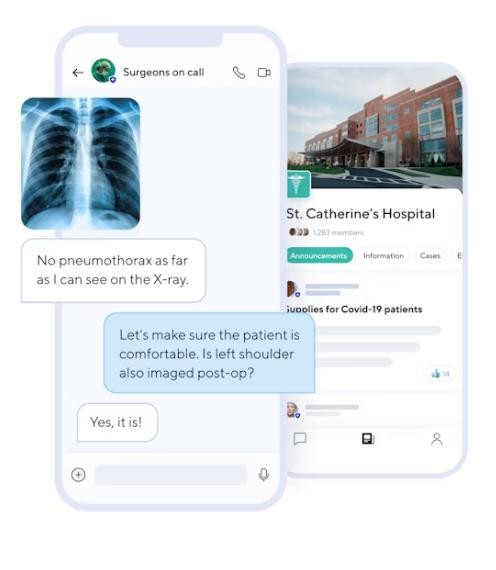 Surgeons on call
No pneumothorax as far
as I can see on the X-ray.
Let's make sure the patient is
comfortable. Is left shoulder
also imaged post-op?
Yes, it is!
St. Catherine's Hospital
1,283 members
Announcements
Information
Cases
E
Supplies for Covid-19 patients
14